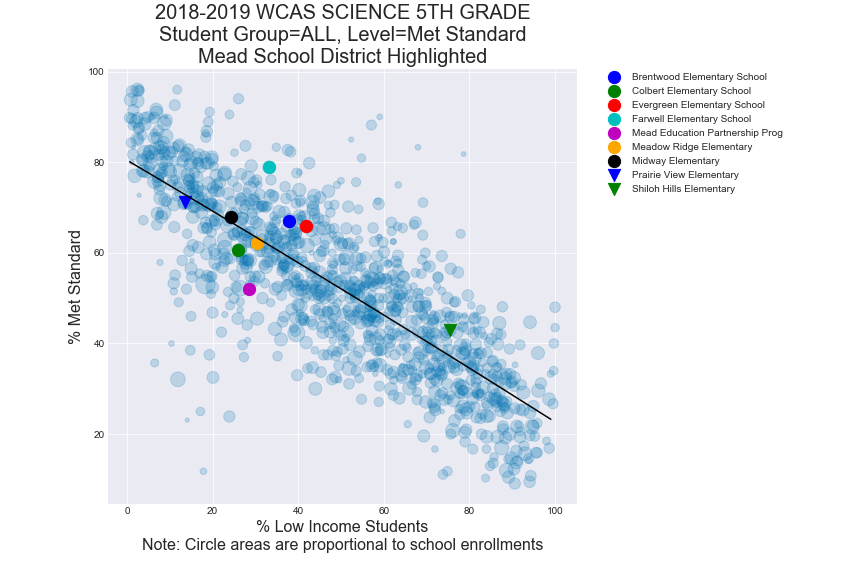 2018-2019 WCAS SCIENCE 5TH GRADE
Student Group=ALL, Level=Met Standard
Mead School District Highlighted
100
80
60
40
20
% Met Standard
0
20
40
60
80
100
% Low Income Students
Note: Circle areas are proportional to school enrollments
Brentwood Elementary School
Colbert Elementary School
Evergreen Elementary School
Farwell Elementary School
Mead Education Partnership Prog
Meadow Ridge Elementary
Midway Elementary
Prairie View Elementary
Shiloh Hills Elementary